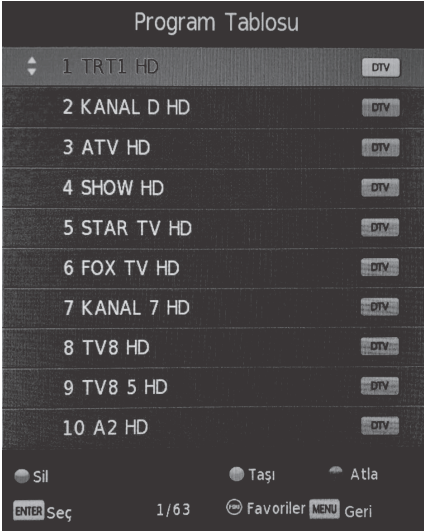 Program Tablosu
1 TRT1 HD DTV
2 KANAL D HD DTV
3 ATV HD DTV
4 SHOW HD DTV
5 STAR TV HD DTV
6 FOX TV HD DTV
7 KANAL 7 HD DTV
8 TV8 HD DTV
9 TV8 5 HD DTV
10 A2 HD DTV
Sil Taşı Atla
ENTER Seç 1/63 Favoriler MENU Geri